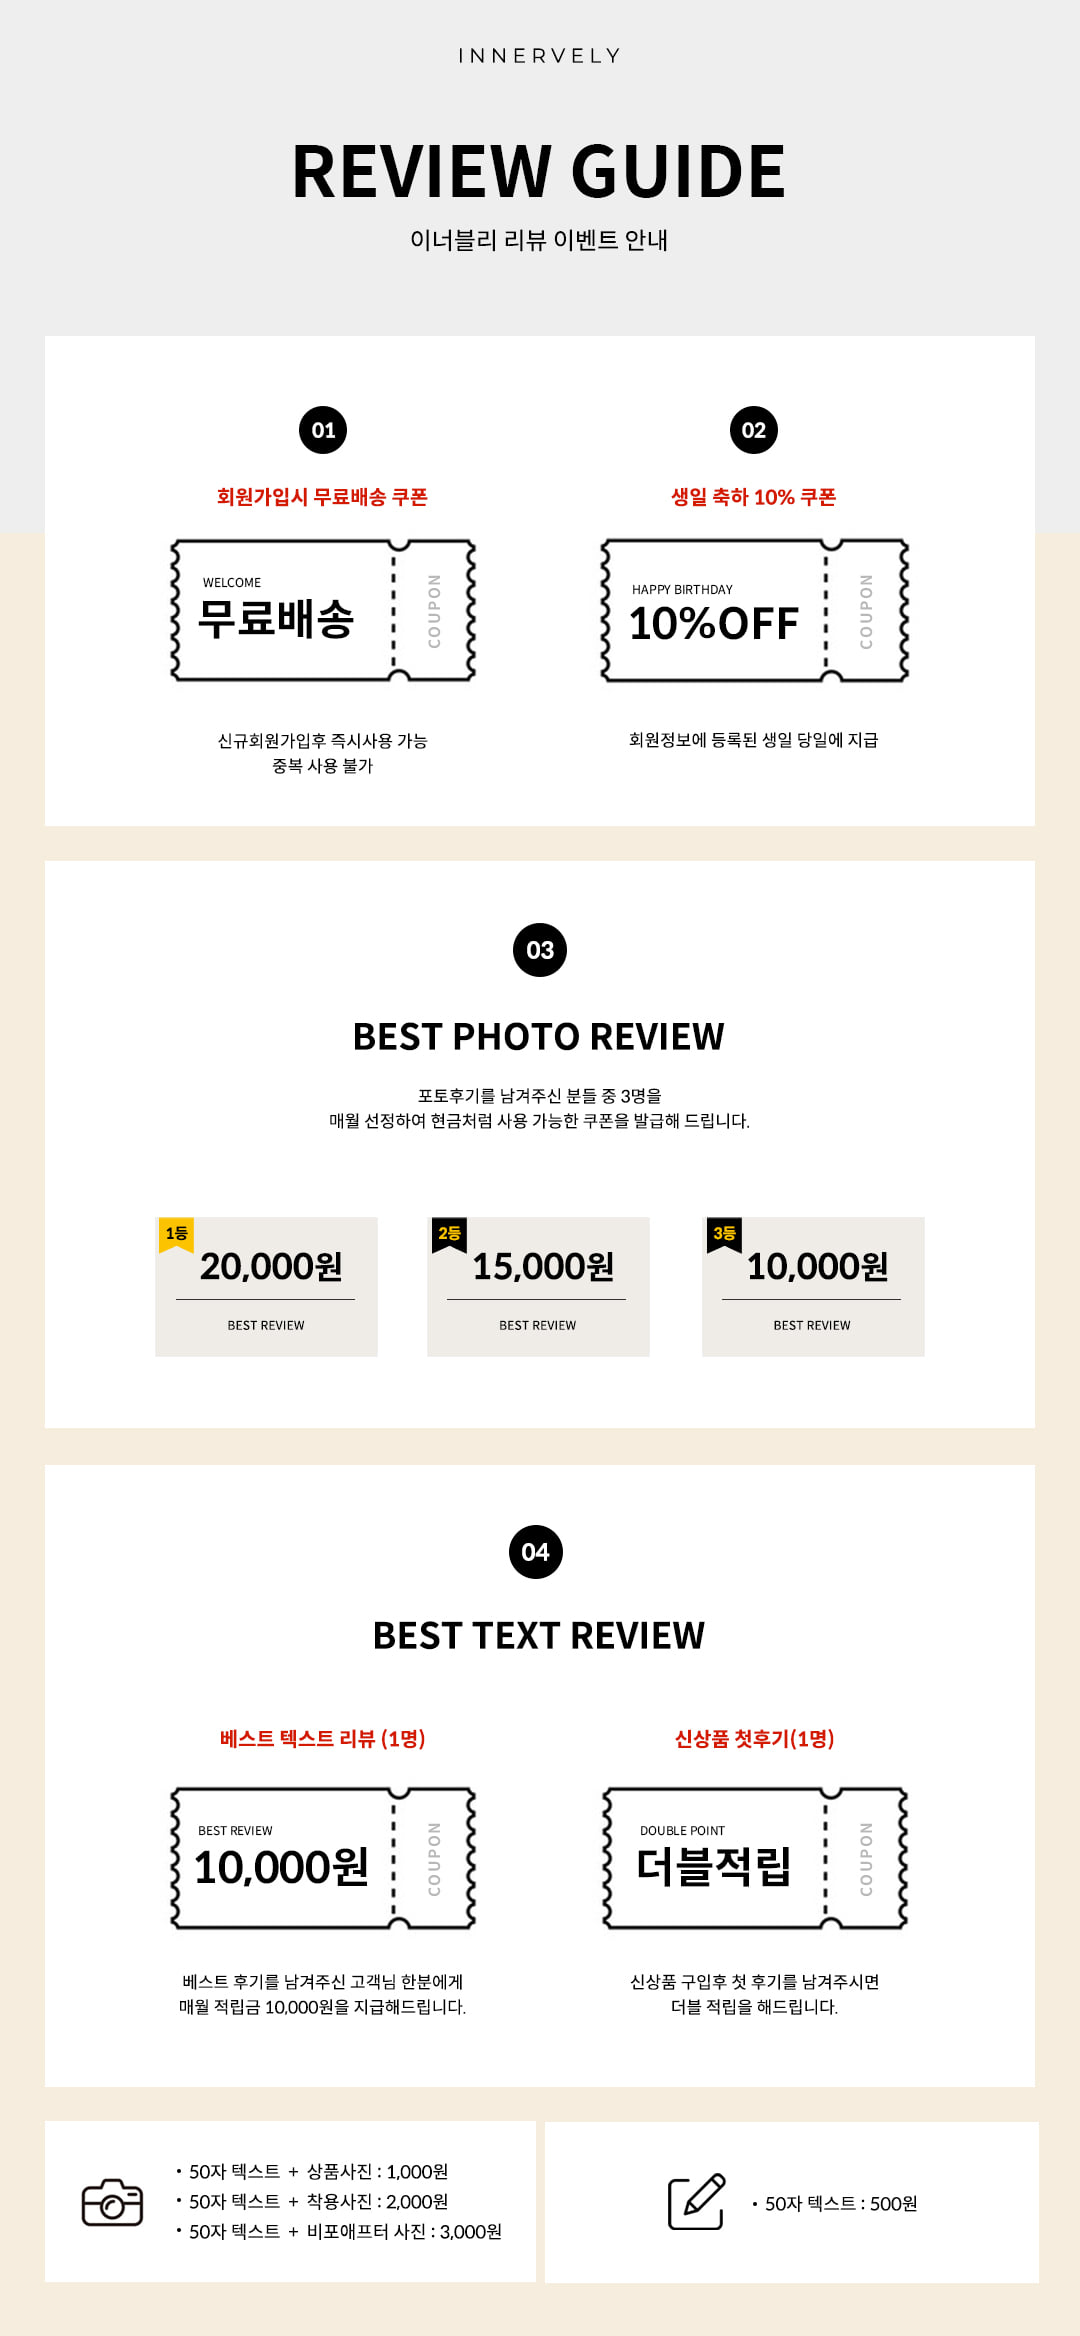 INNERVELY
REVIEW GUIDE
이너블리 리뷰 이벤트 안내
01
회원가입시 무료배송 쿠폰
WELCOME
무료배송
COUPON
신규회원가입후 즉시사용 가능
중복 사용 불가
02
생일 축하 10% 쿠폰
HAPPY BIRTHDAY
10%OFF
COUPON
회원정보에 등록된 생일 당일에 지급
03
BEST PHOTO REVIEW
포토후기를 남겨주신 분들 중 3명을
매월 선정하여 현금처럼 사용 가능한 쿠폰을 발급해 드립니다.
1등
20,000원
BEST REVIEW
2등
15,000원
BEST REVIEW
3등
10,000원
BEST REVIEW
04
BEST TEXT REVIEW
베스트 텍스트 리뷰 (1명)
BEST REVIEW
10,000원
COUPON
베스트 후기를 남겨주신 고객님 한분에게
매월 적립금 10,000원을 지급해드립니다.
신상품 첫후기(1명)
DOUBLE POINT
더블적립
COUPON
신상품 구입후 첫 후기를 남겨주시면
더블 적립을 해드립니다.
• 50자 텍스트 + 상품사진 : 1,000원
• 50자 텍스트 + 착용사진 : 2,000원
• 50자 텍스트 + 비포애프터 사진 : 3,000원
• 50자 텍스트 : 500원